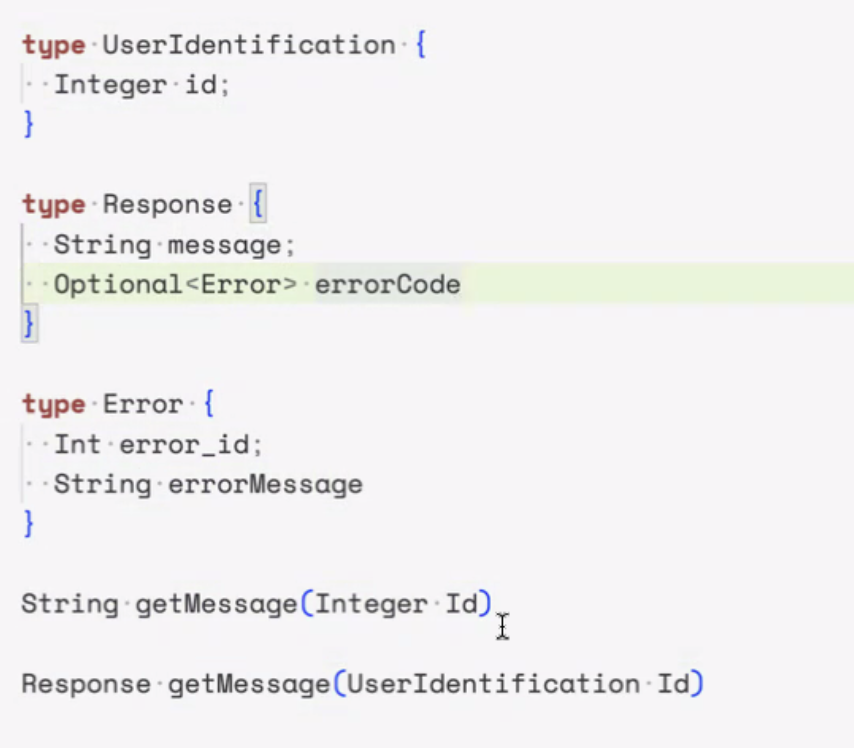 type UserIdentification {
  Integer id;
}
type Response {
  String message;
  Optional<Error> errorCode
}
type Error {
  Int error_id;
  String errorMessage
}
String getMessage(Integer Id)
Response getMessage(UserIdentification Id)